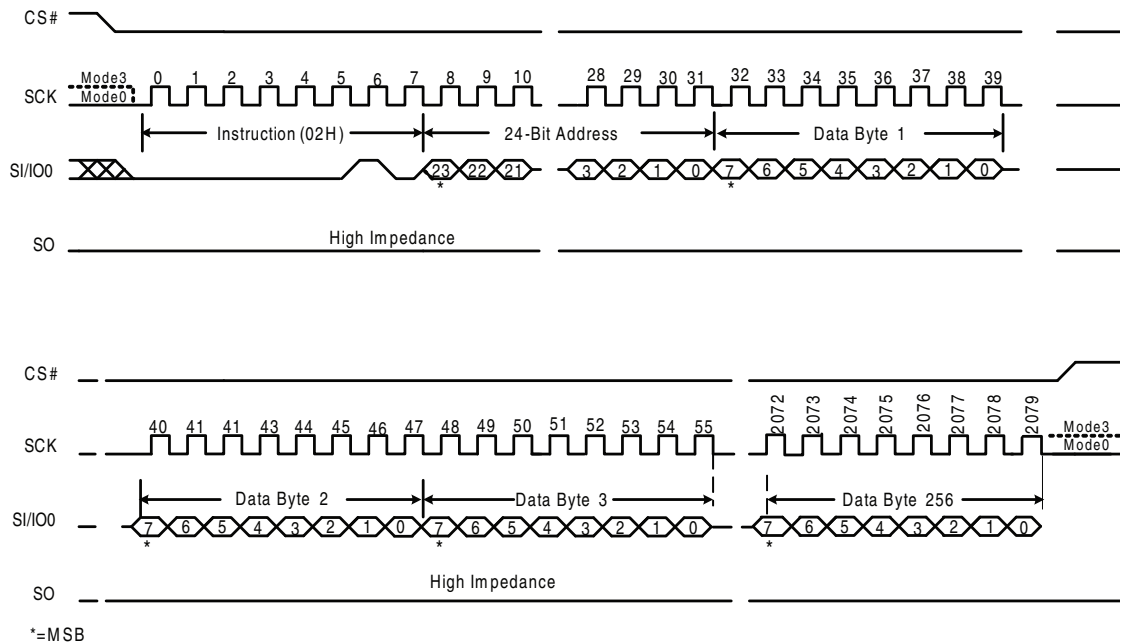 CS#
Mode3
0 1 2 3 4 5 6 7 8 9 10 28 29 30 31 32 33 34 35 36 37 38 39
SCK
Mode0
Instruction (02H) 24-Bit Address Data Byte 1
SI/IO0 23 22 21 3 2 1 0 7 6 5 4 3 2 1 0
* *
High Impedance
SO
CS#
40 41 41 43 44 45 46 47 48 49 50 51 52 53 54 55 2072 2073 2074 2075 2076 2077 2078 2079
Mode3
SCK
Mode0
Data Byte 2 Data Byte 3 Data Byte 256
SI/IO0 7 6 5 4 3 2 1 0 7 6 5 4 3 2 1 0 7 6 5 4 3 2 1 0
* * *
High Impedance
SO
*=MSB